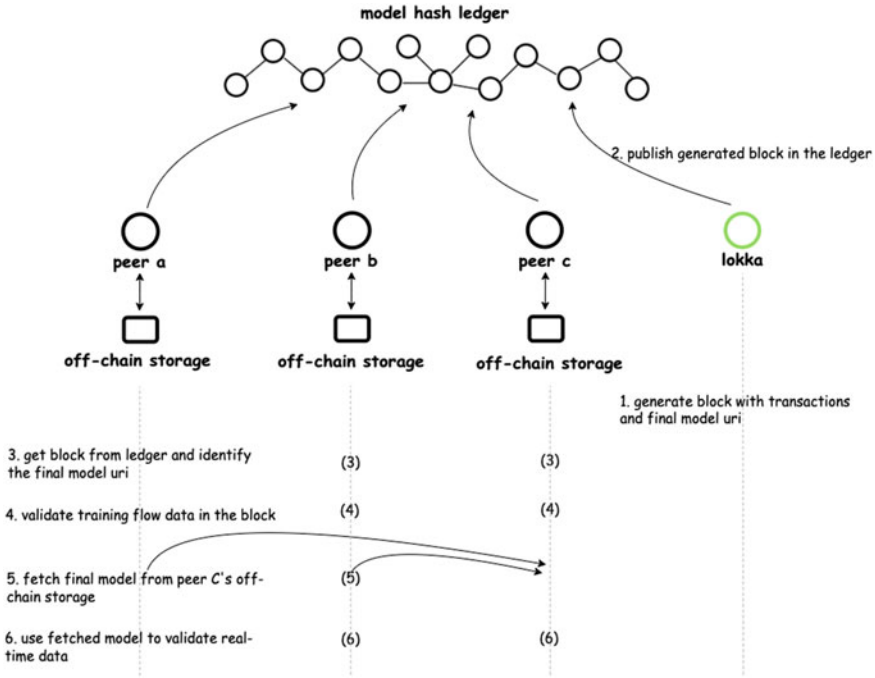 model hash ledger
2. publish generated block in the ledger
peer a
peer b
peer c
lokka
off-chain storage
off-chain storage
off-chain storage
1. generate block with transactions
and final model uri
3. get block from ledger and identify
the final model uri
(3)
(3)
4. validate training flow data in the block
(4)
(4)
5. fetch final model from peer C's off-
chain storage
(5)
6. use fetched model to validate real-
time data
(6)
(6)